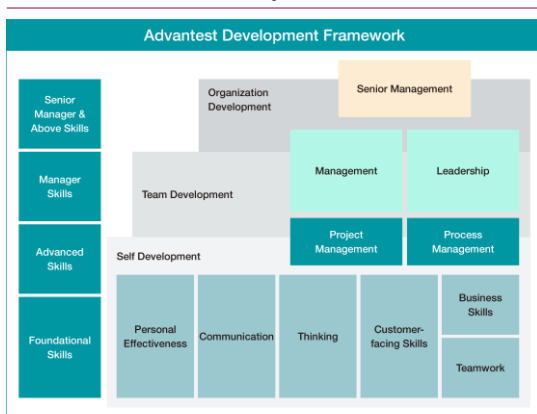 Advantest Development Framework
Senior
Manager &
Above Skills
Manager
Skills
Advanced
Skills
Foundational
Skills
Organization
Development
Senior Management
Team Development
Management
Leadership
Self Development
Project
Management
Process
Management
Personal
Effectiveness
Communication
Thinking
Customer-
facing Skills
Business
Skills
Teamwork